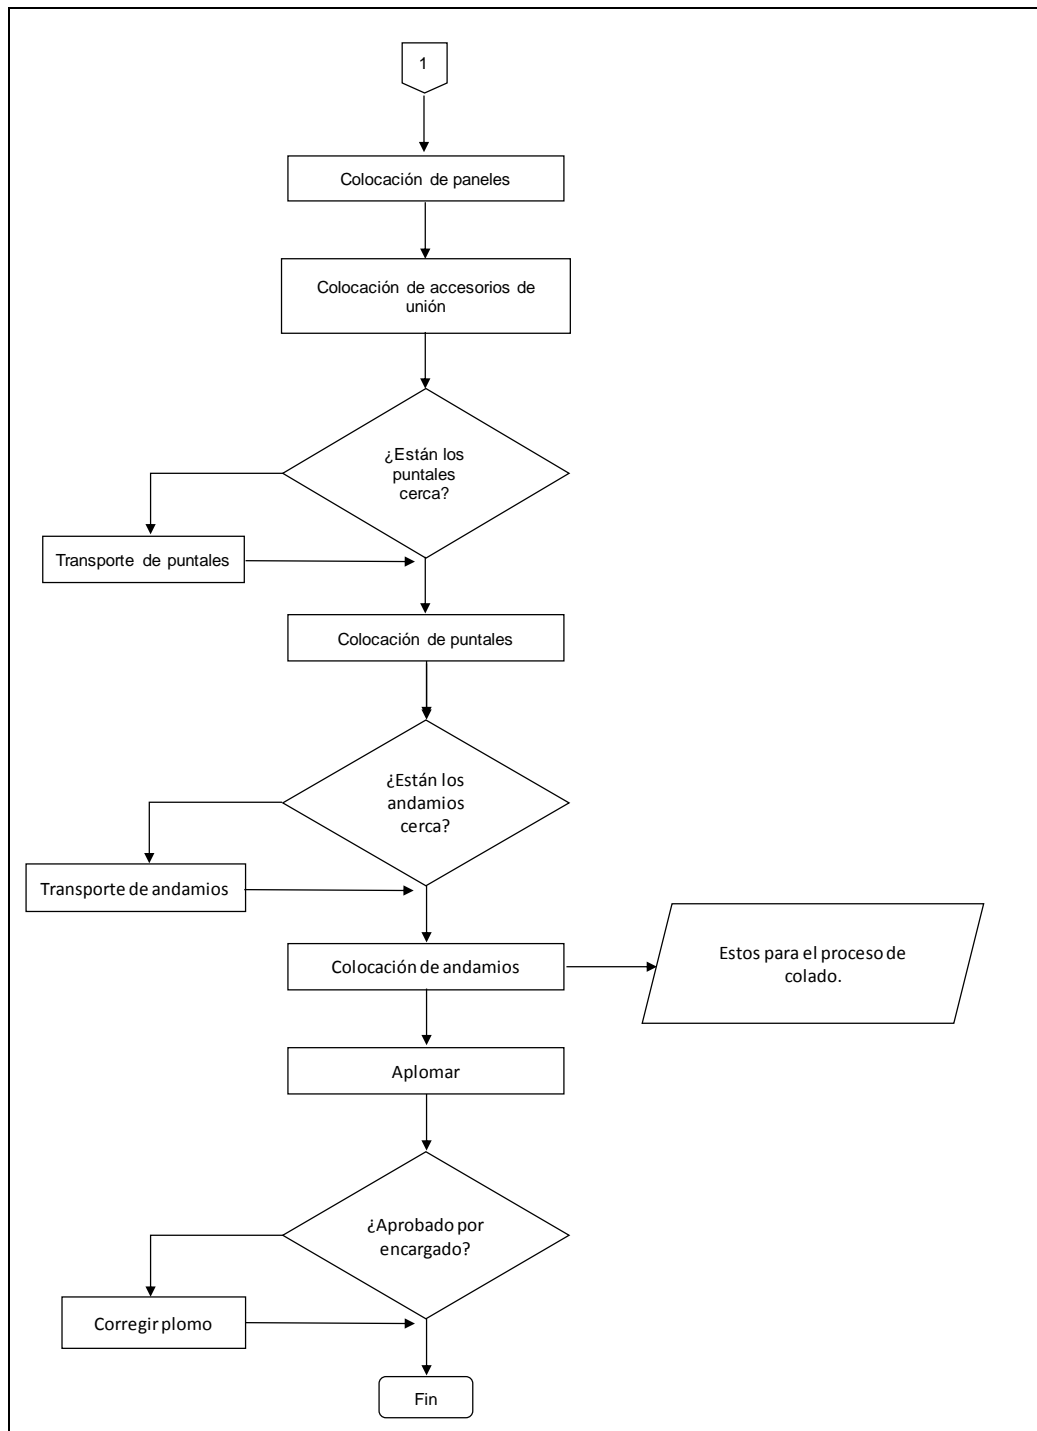 1
Colocación de paneles
Colocación de accesorios de
unión
¿Están los
puntales
cerca?
Transporte de puntales
Colocación de puntales
¿Están los
andamios
cerca?
Transporte de andamios
Colocación de andamios
Estos para el proceso de
colado.
Aplomar
¿Aprobado por
encargado?
Corregir plomo
Fin